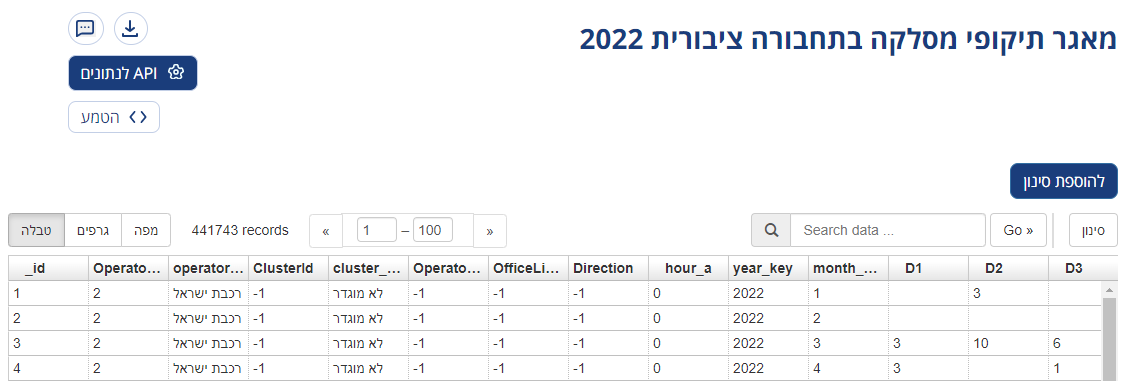 מאגר תיקופי מסלקה בתחבורה ציבורית 2022
API לנתונים
הטמע
להוספת סינון
טבלה גרפים מפה 441743 records « 1 – 100 » Search data ... Go » סינון
_id Operato... operator... ClusterId cluster_... Operato... OfficeLi... Direction hour_a year_key month_... D1 D2 D3
1 2 רכבת ישראל -1 לא מוגדר -1 -1 -1 0 2022 1 3
2 2 רכבת ישראל -1 לא מוגדר -1 -1 -1 0 2022 2
3 2 רכבת ישראל -1 לא מוגדר -1 -1 -1 0 2022 3 3 10 6
4 2 רכבת ישראל -1 לא מוגדר -1 -1 -1 0 2022 4 3 1